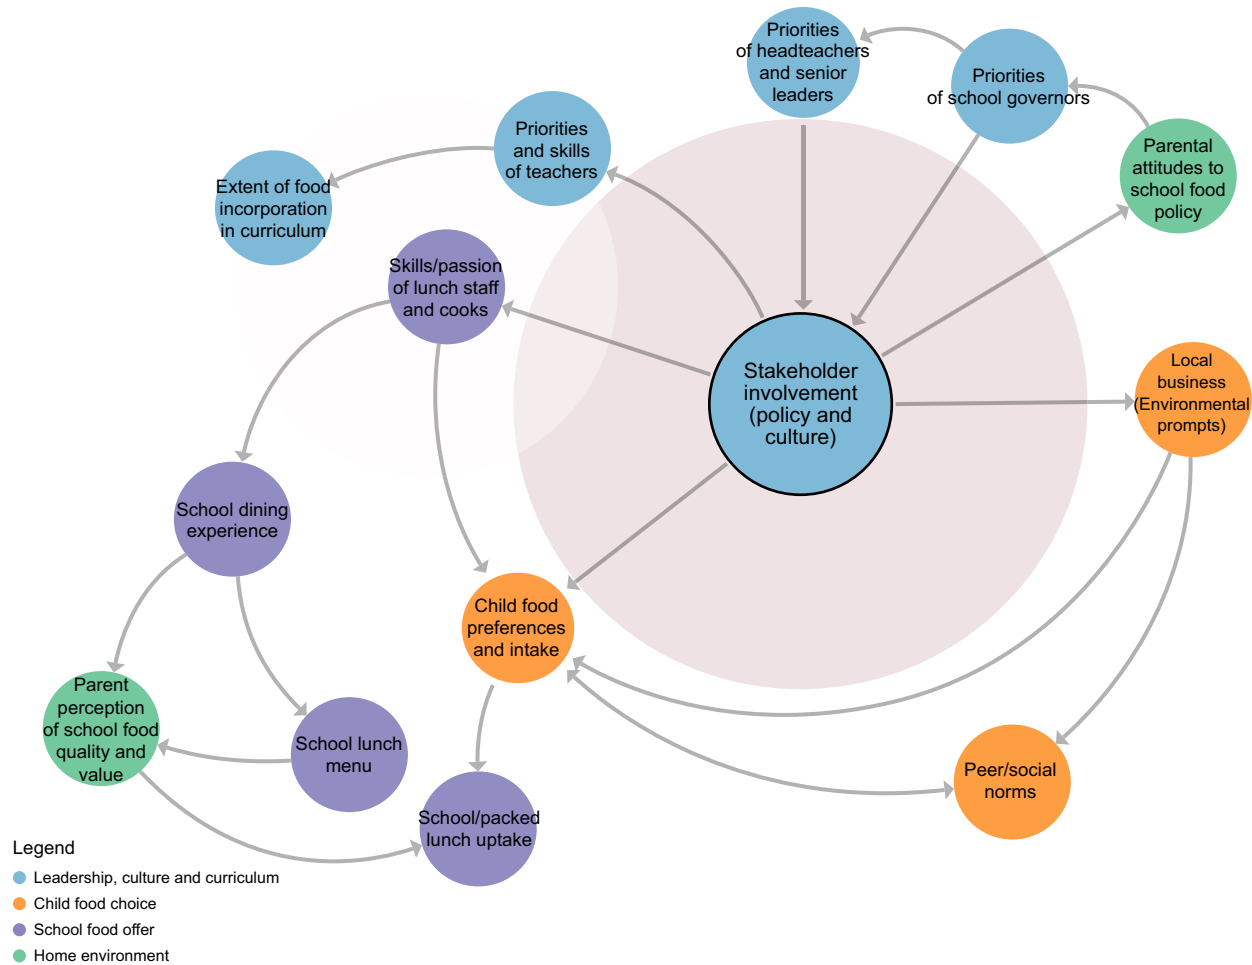 Priorities
of headteachers
and senior
leaders
Priorities
of school governors
Parental
attitudes to
school food
policy
Priorities
and skills
of teachers
Extent of food
incorporation
in curriculum
Skills/passion
of lunch staff
and cooks
Stakeholder
involvement
(policy and
culture)
Local
business
(Environmental
prompts)
School dining
experience
Child food
preferences
and intake
Parent
perception
of school food
quality and
value
School lunch
menu
School/packed
lunch uptake
Peer/social
norms
Legend
Leadership, culture and curriculum
Child food choice
School food offer
Home environment